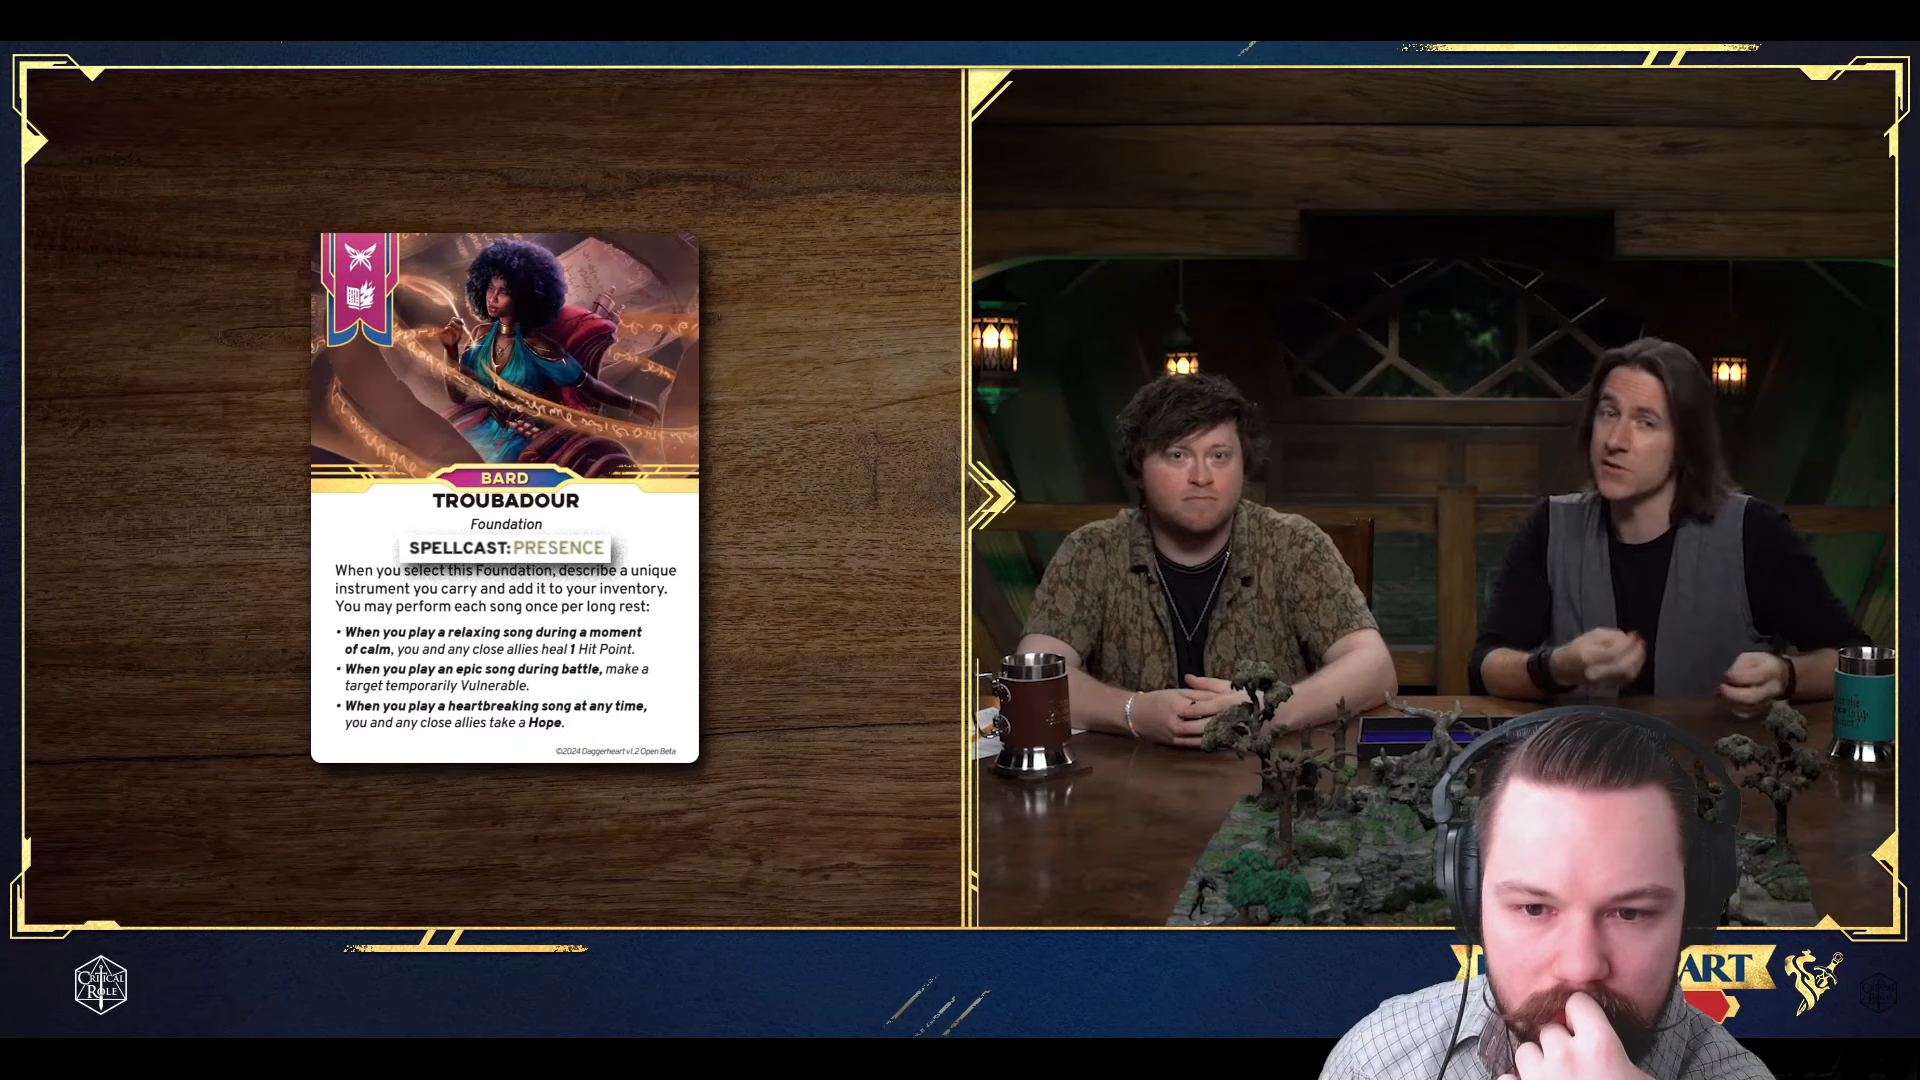 BARD
TROUBADOUR
Foundation
SPELLCAST: PRESENCE
When you select this Foundation, describe a unique
instrument you carry and add it to your inventory.
You may perform each song once per long rest:
• When you play a relaxing song during a moment
of calm, you and any close allies heal 1 Hit Point.
• When you play an epic song during battle, make a
target temporarily Vulnerable.
• When you play a heartbreaking song at any time,
you and any close allies take a Hope.
©2024 Daggerheart v1.2 Open Beta
CRITICAL
ROLE
ART